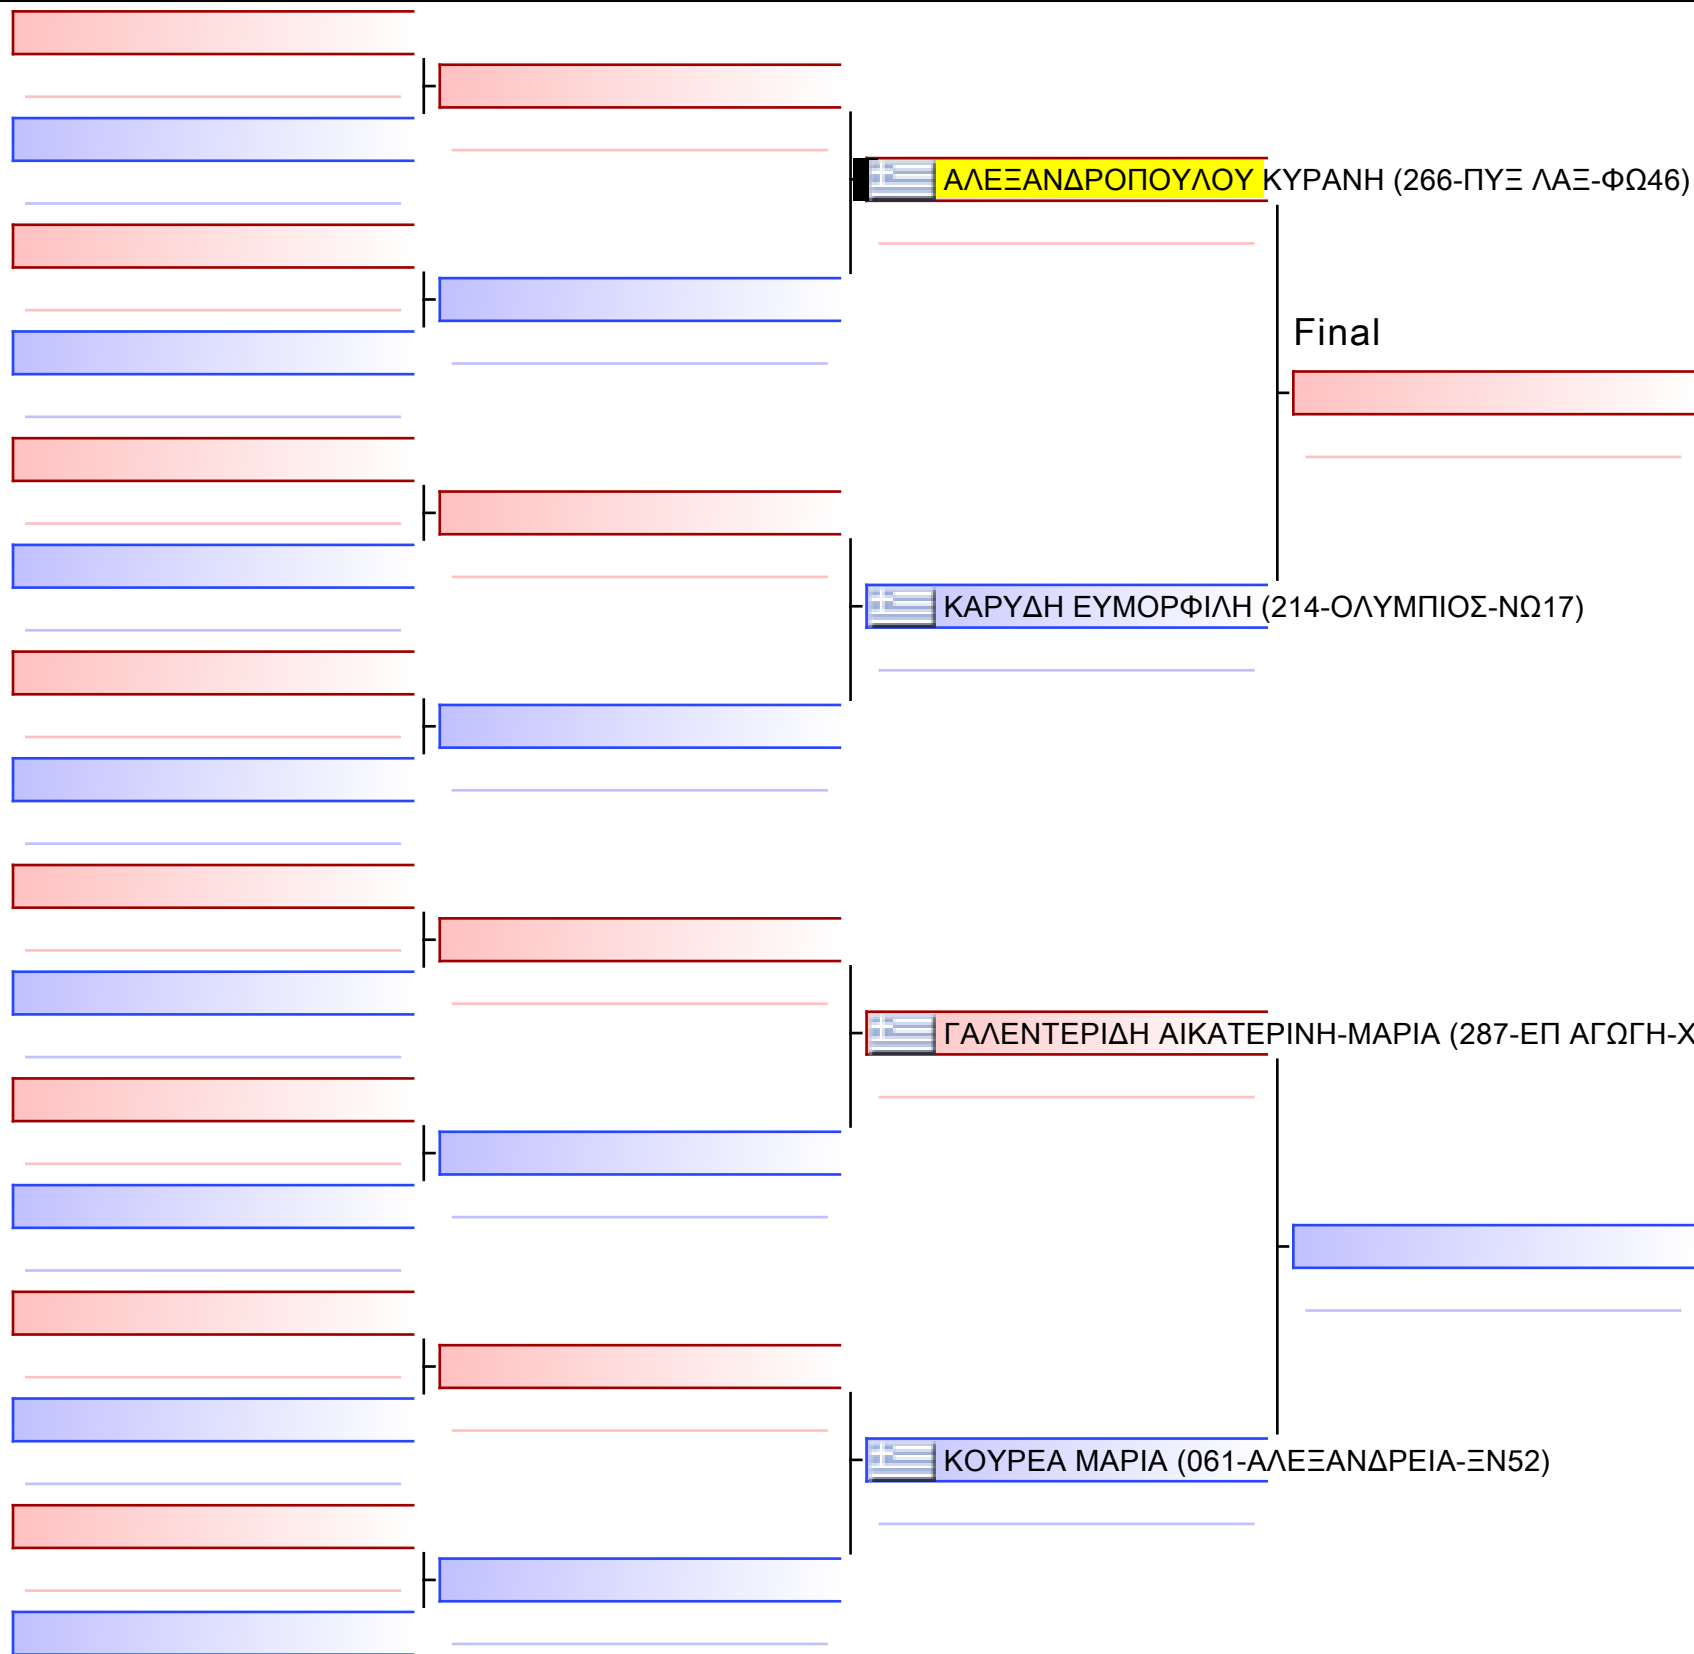 ΑΛΕΞΑΝΔΡΟΠΟΥΛΟΥ ΚΥΡΑΝΗ (266-ΠΥΞ ΛΑΞ-ΦΩ46)
Final
ΚΑΡΥΔΗ ΕΥΜΟΡΦΙΛΗ (214-ΟΛΥΜΠΙΟΣ-ΝΩ17)
ΓΑΛΕΝΤΕΡΙΔΗ ΑΙΚΑΤΕΡΙΝΗ-ΜΑΡΙΑ (287-ΕΠ ΑΓΩΓΗ-Χ
ΚΟΥΡΕΑ ΜΑΡΙΑ (061-ΑΛΕΞΑΝΔΡΕΙΑ-ΞΝ52)